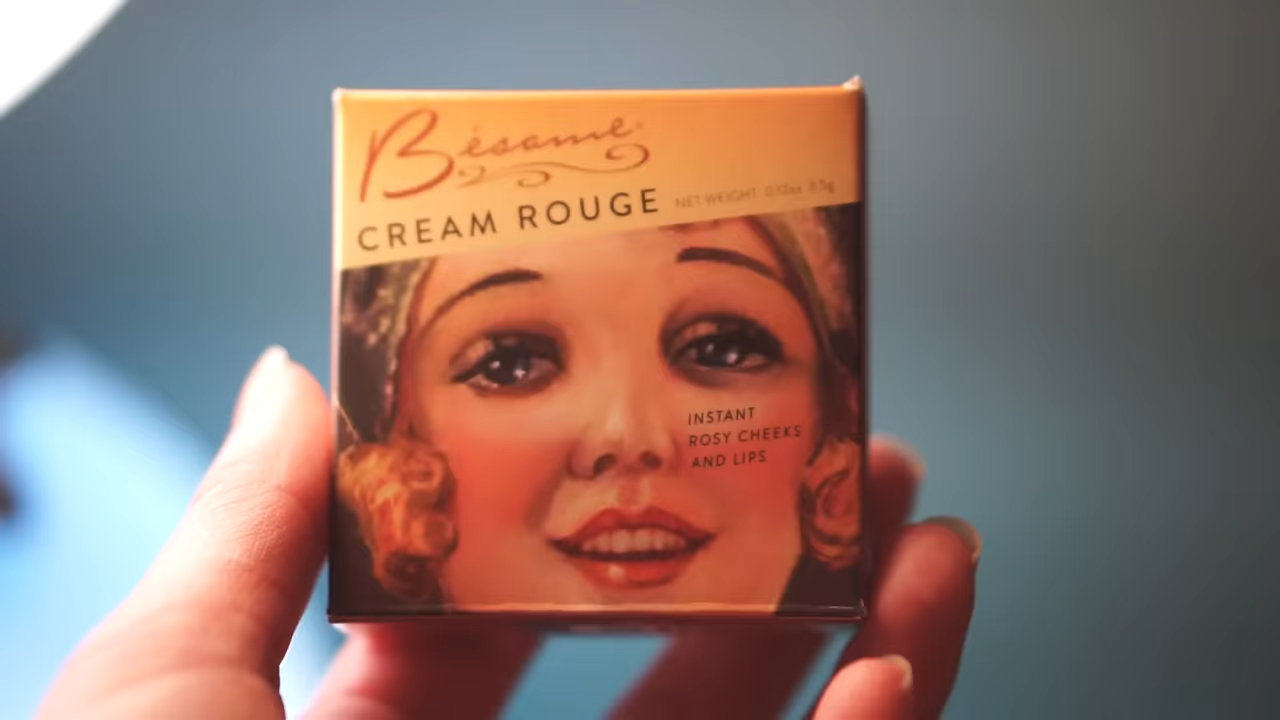 Bésame
CREAM ROUGE
NET WEIGHT 0.12oz 3.5g
INSTANT
ROSY CHEEKS
AND LIPS